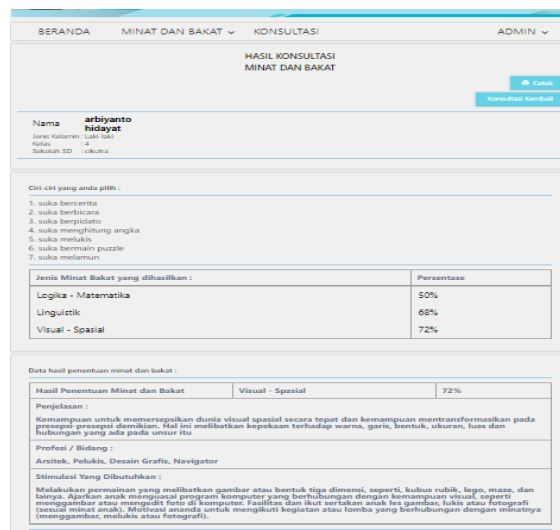 BERANDA MINAT DAN BAKAT KONSULTASI ADMIN
HASIL KONSULTASI
MINAT DAN BAKAT
Cetak
Konsultasi Kembali
Nama : arbiyanto
hidayat
Jenis Kelamin : Laki-laki
Kelas : 4
Sekolah SD : cikutra
Ciri-ciri yang anda pilih :
1. suka bercerita
2. suka berbicara
3. suka berpidato
4. suka menghitung angka
5. suka melukis
6. suka bermain puzzle
7. suka melamun
Jenis Minat Bakat yang dihasilkan : Persentase
Logika - Matematika 50%
Linguistik 68%
Visual - Spasial 72%
Data hasil penentuan minat dan bakat :
Hasil Penentuan Minat dan Bakat Visual - Spasial 72%
Penjelasan :
Kemampuan untuk memersepsikan dunia visual spasial secara tepat dan kemampuan mentransformasikan pada
presepsi-presepsi demikian. Hal ini melibatkan kepekaan terhadap warna, garis, bentuk, ukuran, luas dan
hubungan yang ada pada unsur itu
Profesi / Bidang :
Arsitek, Pelukis, Desain Grafis, Navigator
Stimulasi Yang Dibutuhkan :
Melakukan permainan yang melibatkan gambar atau bentuk tiga dimensi, seperti, kubus rubik, lego, maze, dan
lainya. Ajarkan anak menguasai program komputer yang berhubungan dengan kemampuan visual, seperti
menggambar atau mengedit foto di komputer. Fasilitas dan ikut sertakan anak les gambar, lukis atau fotografi
(sesuai minat anak). Motivasi ananda untuk mengikuti kegiatan atau lomba yang berhubungan dengan minatnya
(menggambar, melukis atau fotografi).